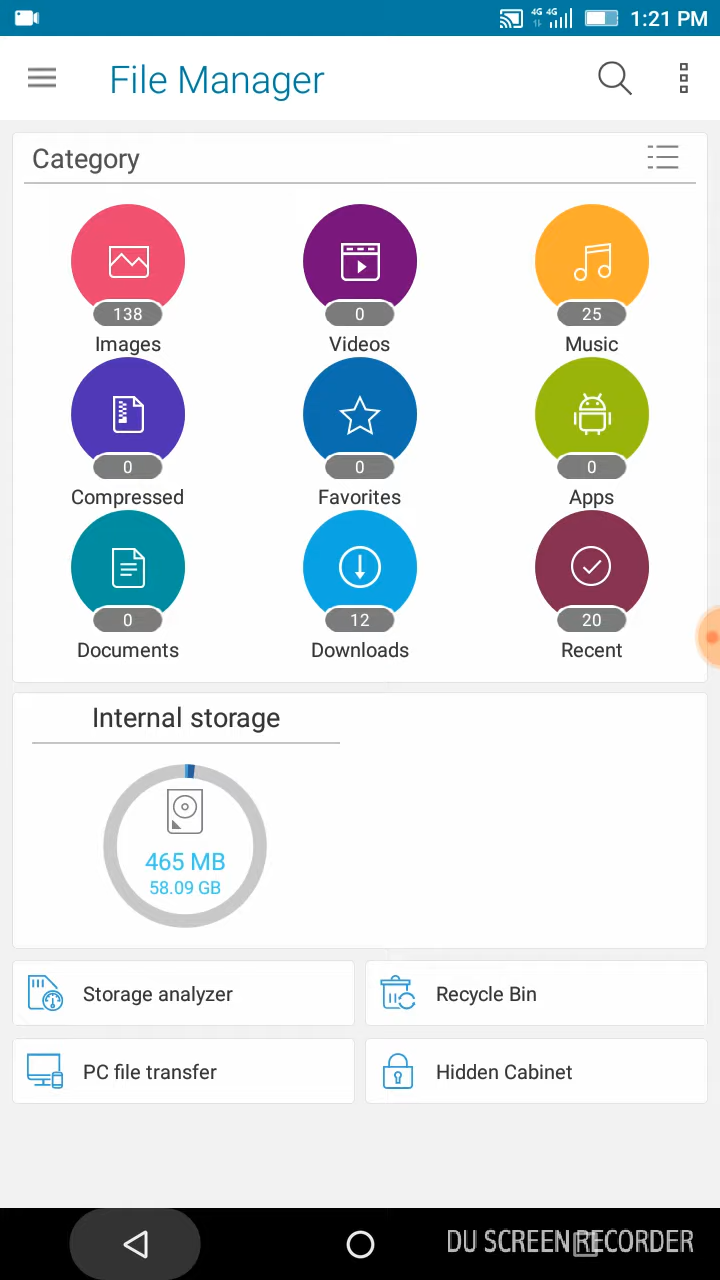 4G 4G 1:21 PM
File Manager
Category
138 0 25
Images Videos Music
0 0 0
Compressed Favorites Apps
0 12 20
Documents Downloads Recent
Internal storage
465 MB
58.09 GB
Storage analyzer Recycle Bin
PC file transfer Hidden Cabinet
DU SCREEN RECORDER